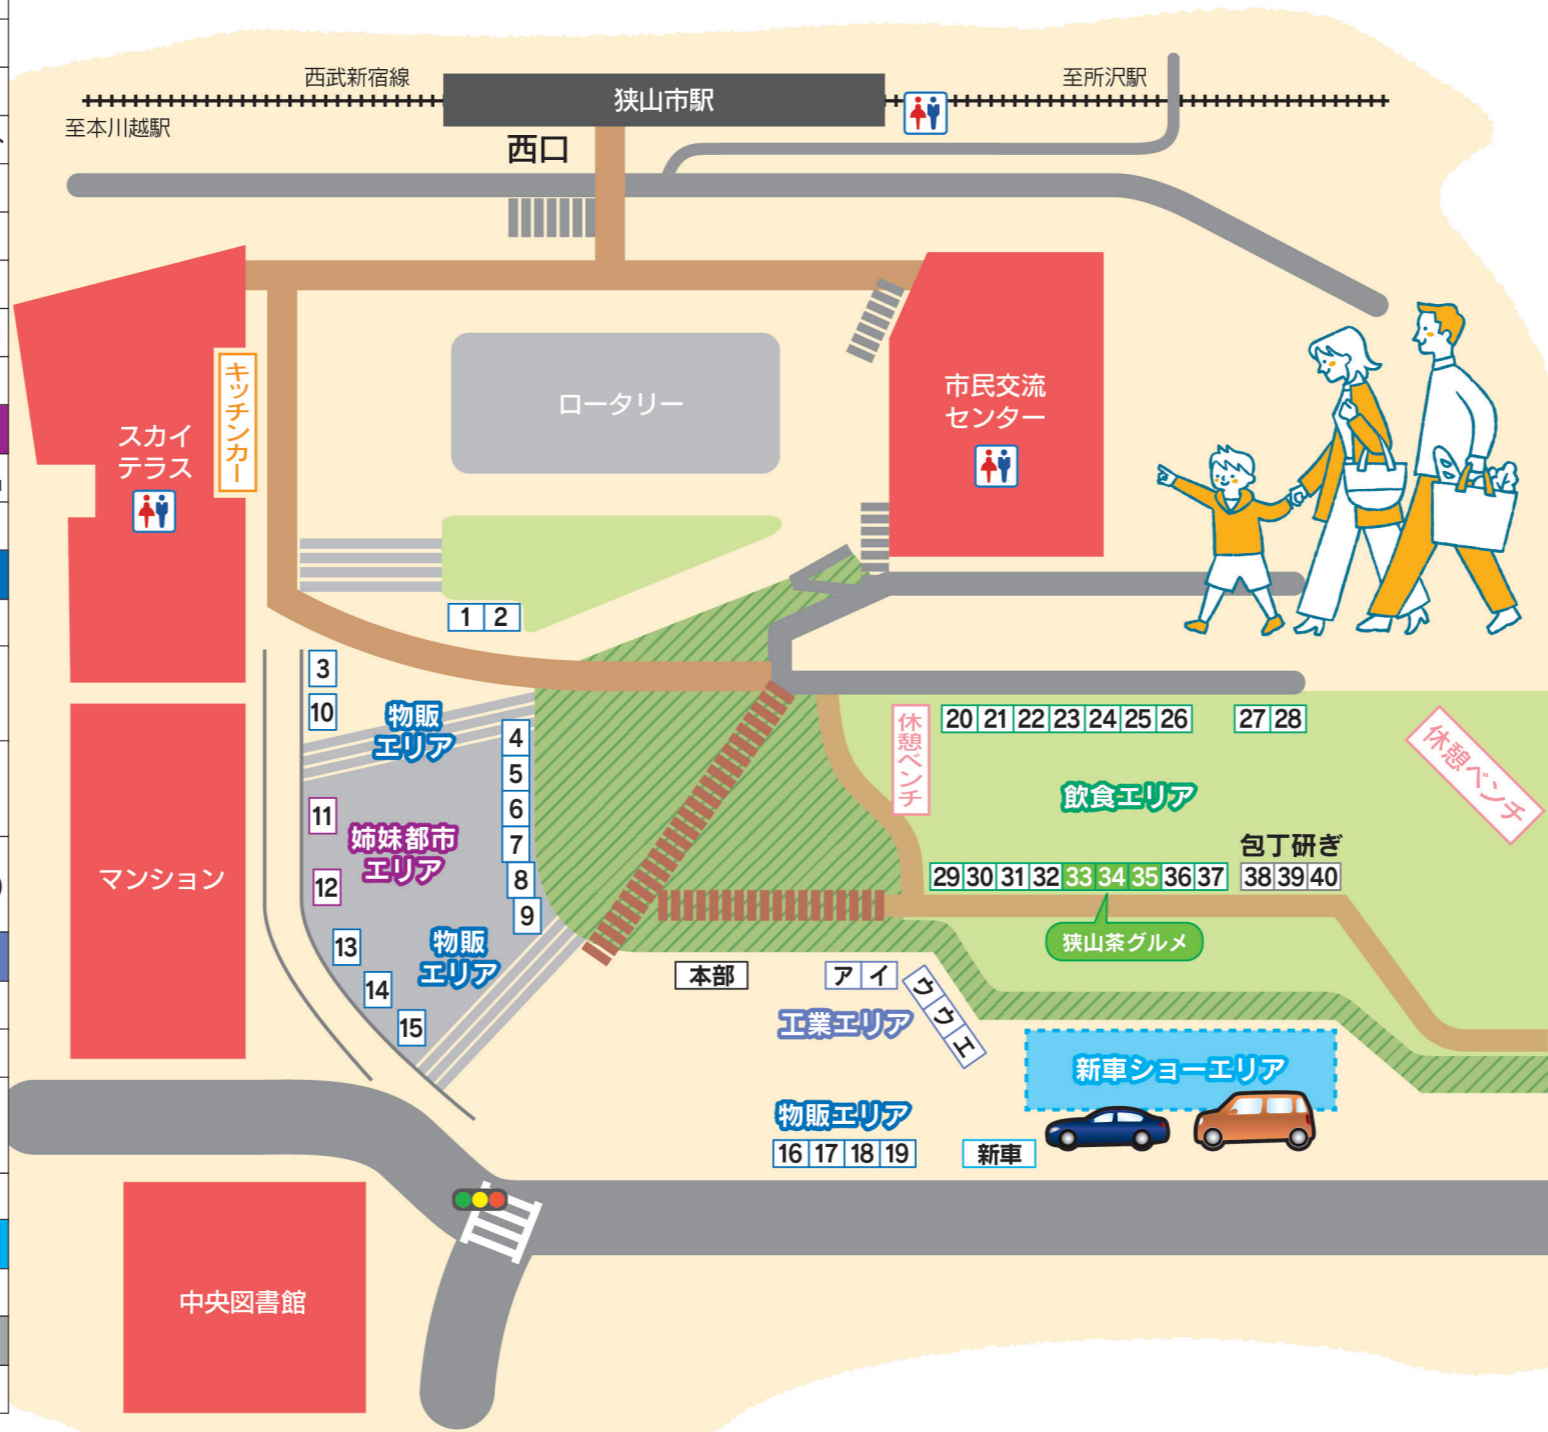 西武新宿線
狭山市駅
至所沢駅
至本川越駅
西口
キッチンカー
ロータリー
市民交流
センター
スカイ
テラス
1 2
3
10
物販
エリア
4
5
6
7
8
9
休憩ベンチ
20 21 22 23 24 25 26
27 28
休憩ベンチ
飲食エリア
11
姉妹都市
エリア
12
マンション
包丁研ぎ
29 30 31 32 33 34 35 36 37
38 39 40
狭山茶グルメ
13
14
15
物販
エリア
本部
ア イ
ウ ウ エ
工業エリア
新車ショーエリア
物販エリア
16 17 18 19
新車
中央図書館